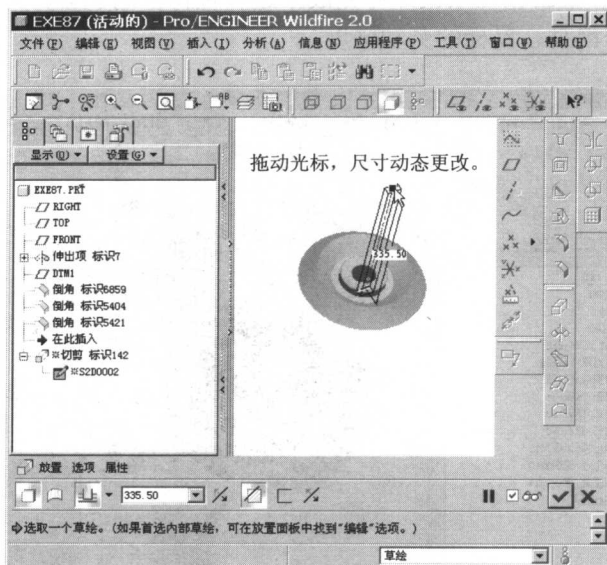 EXE87 (活动的) - Pro/ENGINEER Wildfire 2.0
文件(F) 编辑(E) 视图(V) 插入(I) 分析(A) 信息(N) 应用程序(P) 工具(T) 窗口(W) 帮助(H)
显示(O) 设置(G)
EXE87.PRT
RIGHT
TOP
FRONT
伸出项 标识7
DTM1
倒角 标识6859
倒角 标识5404
倒角 标识5421
在此插入
※切剪 标识142
※S2D0002
拖动光标，尺寸动态更改。
335.50
放置 选项 属性
335.50
选取一个草绘。(如果首选内部草绘，可在放置面板中找到"编辑"选项。)
草绘